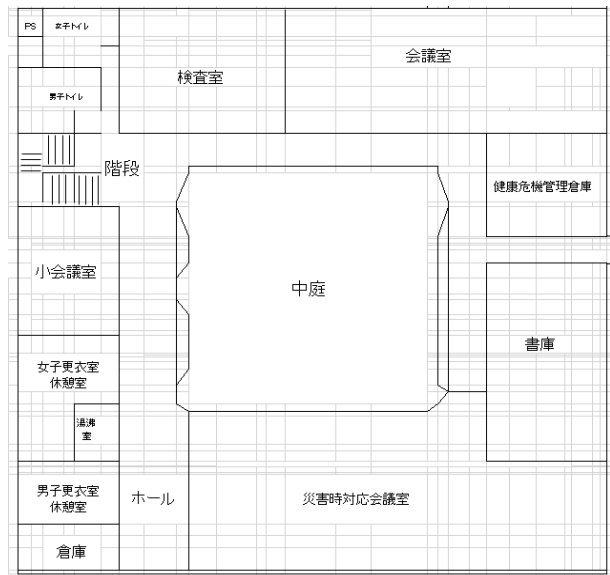 PS
女子トイレ
検査室
会議室
男子トイレ
階段
健康危機管理倉庫
小会議室
中庭
書庫
女子更衣室
休憩室
湯沸
室
男子更衣室
休憩室
ホール
災害時対応会議室
倉庫